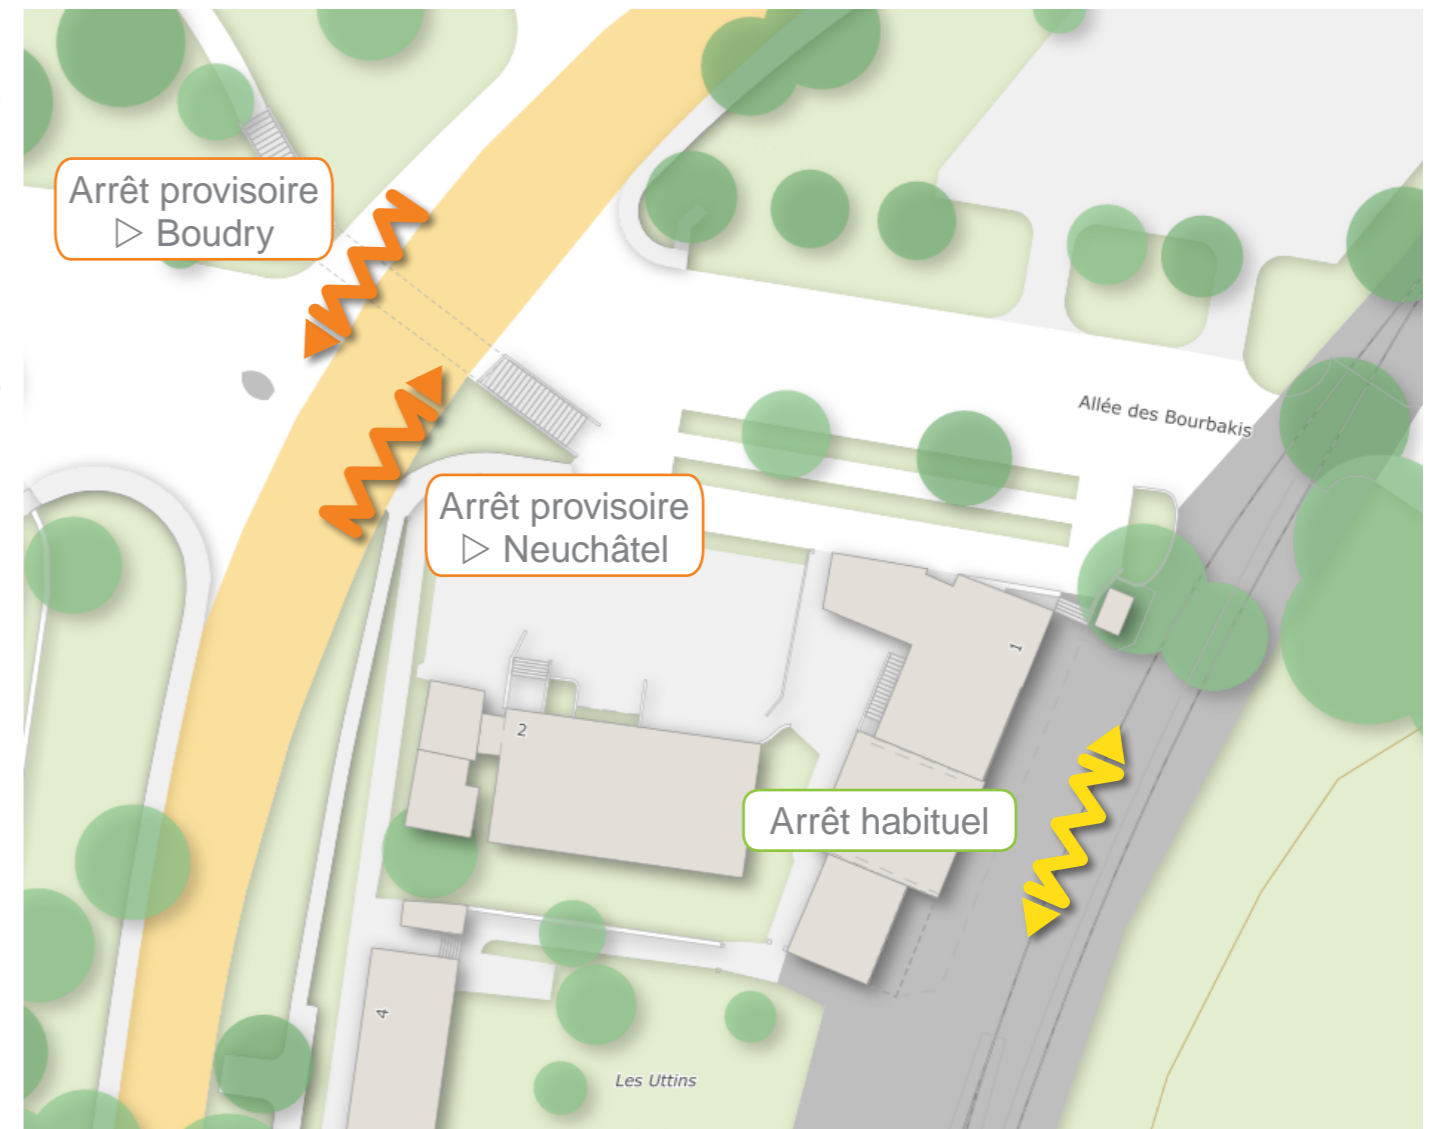 Arrêt provisoire
▷ Boudry
Allée des Bourbakis
Arrêt provisoire
▷ Neuchâtel
1
2
Arrêt habituel
4
Les Uttins